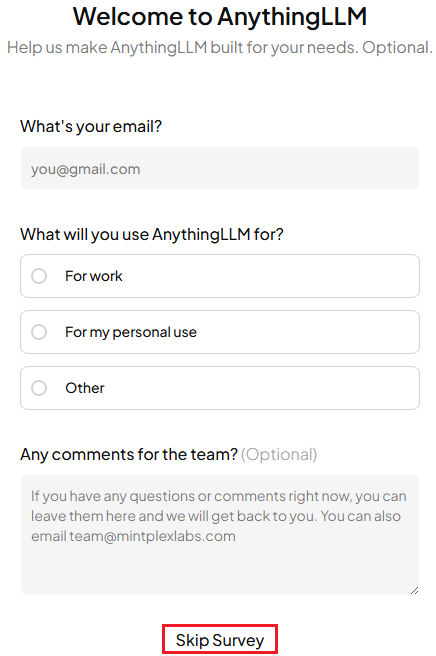 Welcome to AnythingLLM
Help us make AnythingLLM built for your needs. Optional.
What's your email?
you@gmail.com
What will you use AnythingLLM for?
For work
For my personal use
Other
Any comments for the team? (Optional)
If you have any questions or comments right now, you can
leave them here and we will get back to you. You can also
email team@mintplexlabs.com
Skip Survey